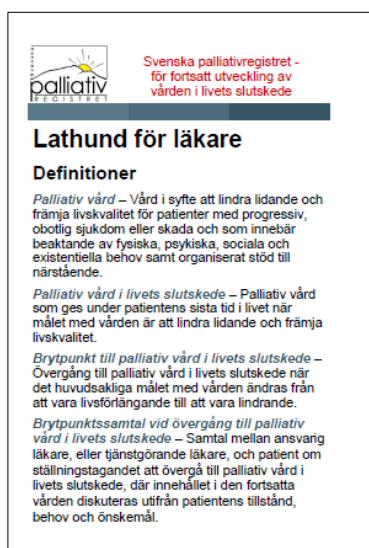 Svenska palliativregistret -
för fortsatt utveckling av
vården i livets slutskede
palliativ
REGISTRET
Lathund för läkare
Definitioner
Palliativ vård – Vård i syfte att lindra lidande och
främja livskvalitet för patienter med progressiv,
obotlig sjukdom eller skada och som innebär
beaktande av fysiska, psykiska, sociala och
existentiella behov samt organiserat stöd till
närstående.
Palliativ vård i livets slutskede – Palliativ vård
som ges under patientens sista tid i livet när
målet med vården är att lindra lidande och främja
livskvalitet.
Brytpunkt till palliativ vård i livets slutskede –
Övergång till palliativ vård i livets slutskede när
det huvudsakliga målet med vården ändras från
att vara livsförlängande till att vara lindrande.
Brytpunktssamtal vid övergång till palliativ
vård i livets slutskede – Samtal mellan ansvarig
läkare, eller tjänstgörande läkare, och patient om
ställningstagandet att övergå till palliativ vård i
livets slutskede, där innehållet i den fortsatta
vården diskuteras utifrån patientens tillstånd,
behov och önskemål.